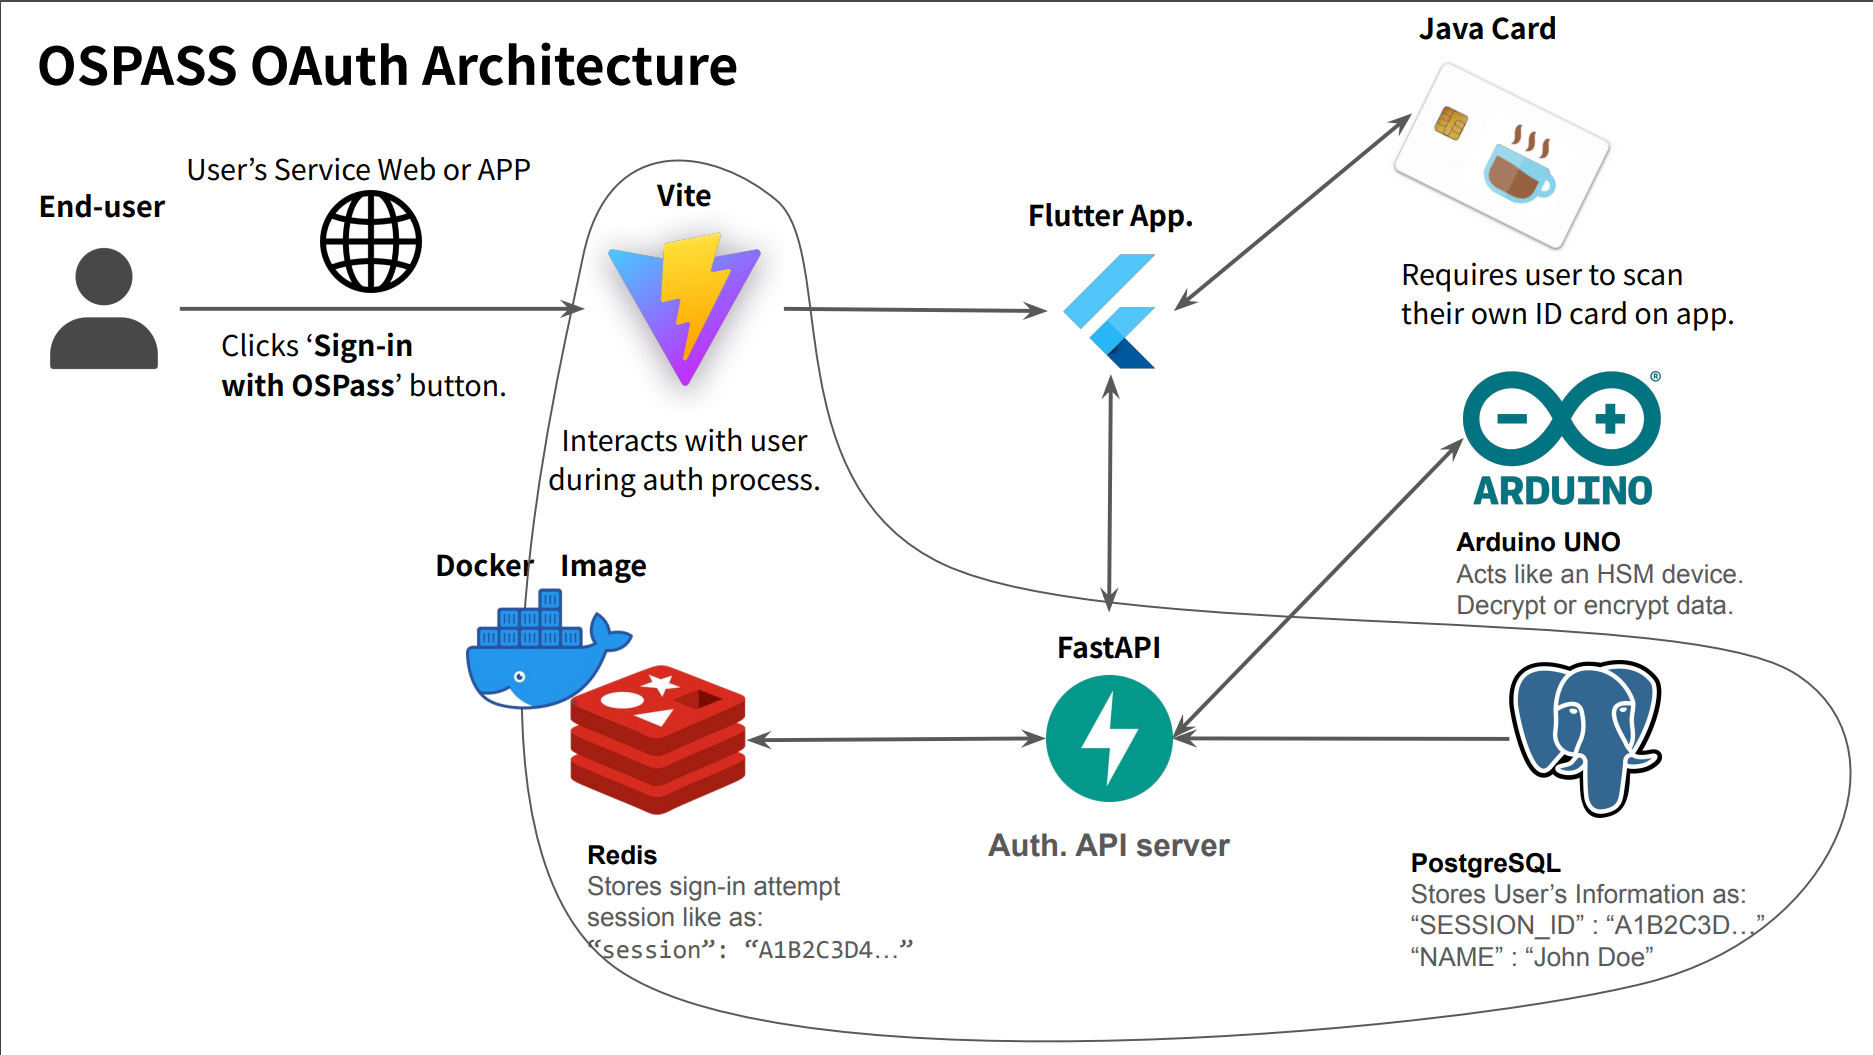 OSPASS OAuth Architecture
Java Card
User’s Service Web or APP
End-user
Vite
Flutter App.
Clicks ‘Sign-in
with OSPass’ button.
Requires user to scan
their own ID card on app.
Interacts with user
during auth process.
®
ARDUINO
Arduino UNO
Acts like an HSM device.
Decrypt or encrypt data.
Docker Image
FastAPI
Auth. API server
Redis
Stores sign-in attempt
session like as:
“session”: “A1B2C3D4...”
PostgreSQL
Stores User’s Information as:
“SESSION_ID” : “A1B2C3D...”
“NAME” : “John Doe”